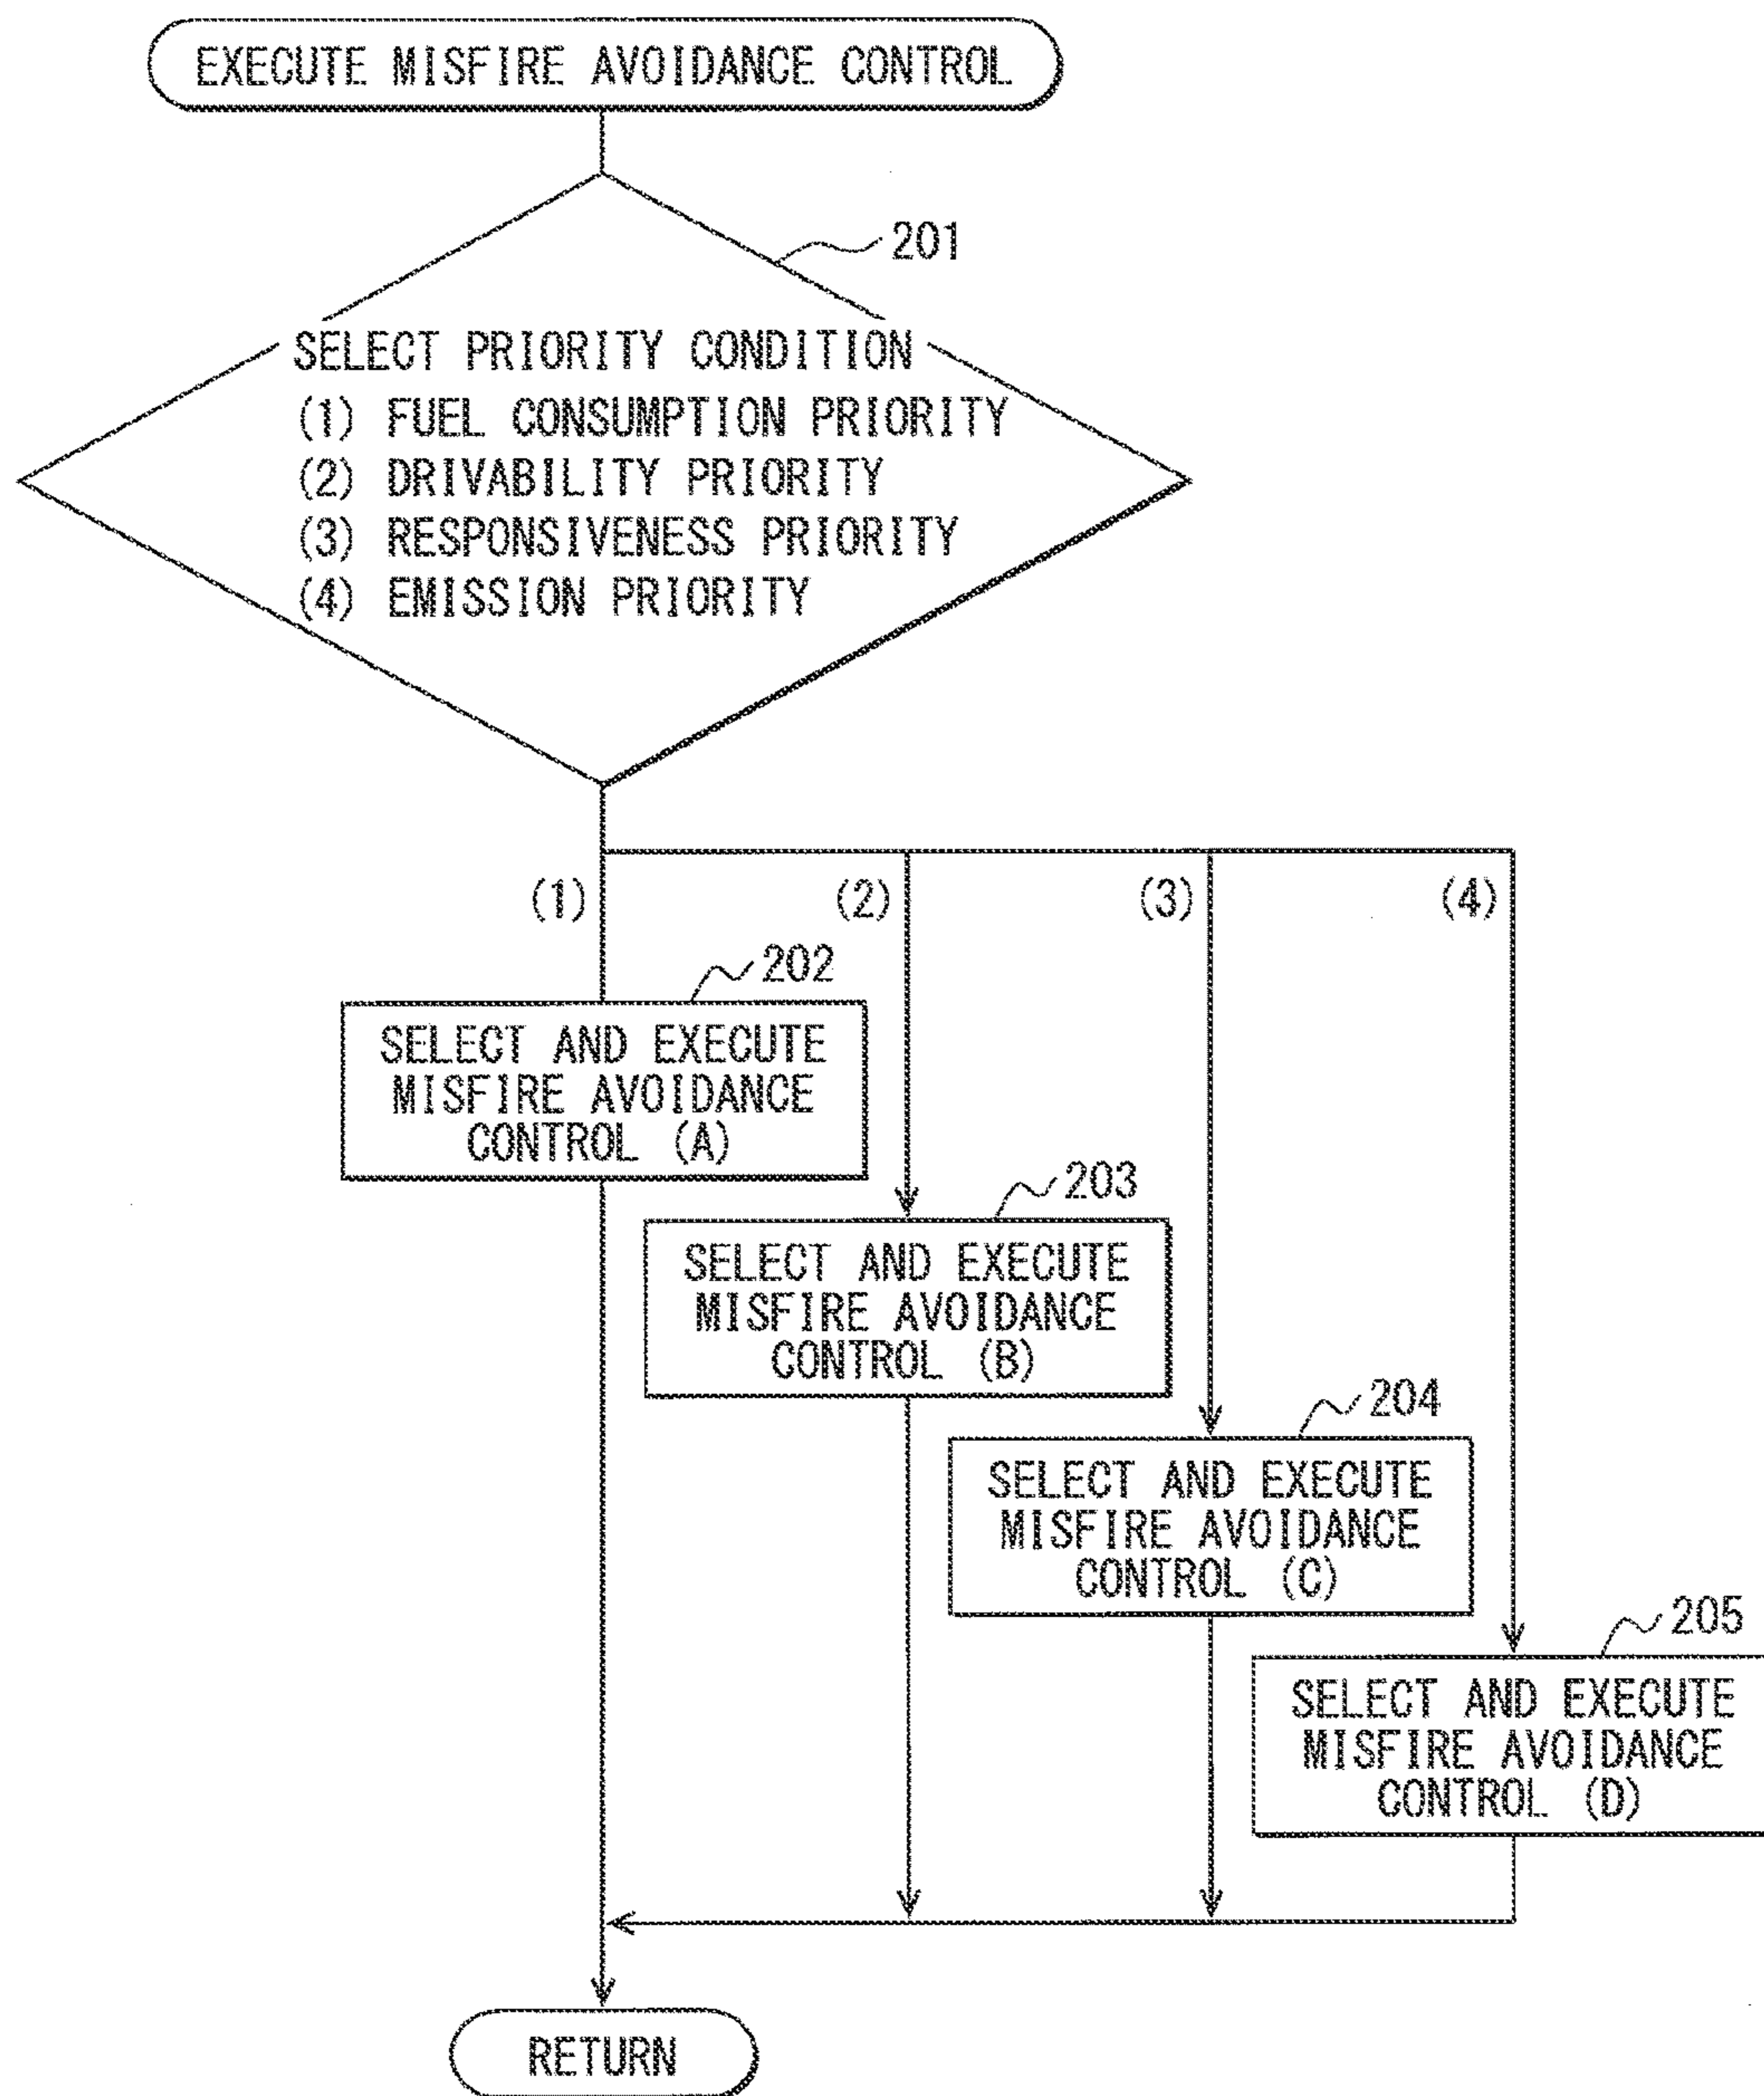 EXECUTE MISFIRE AVOIDANCE CONTROL
201
SELECT PRIORITY CONDITION
(1) FUEL CONSUMPTION PRIORITY
(2) DRIVABILITY PRIORITY
(3) RESPONSIVENESS PRIORITY
(4) EMISSION PRIORITY
(1)
(2)
(3)
(4)
202
SELECT AND EXECUTE
MISFIRE AVOIDANCE
CONTROL (A)
203
SELECT AND EXECUTE
MISFIRE AVOIDANCE
CONTROL (B)
204
SELECT AND EXECUTE
MISFIRE AVOIDANCE
CONTROL (C)
205
SELECT AND EXECUTE
MISFIRE AVOIDANCE
CONTROL (D)
RETURN